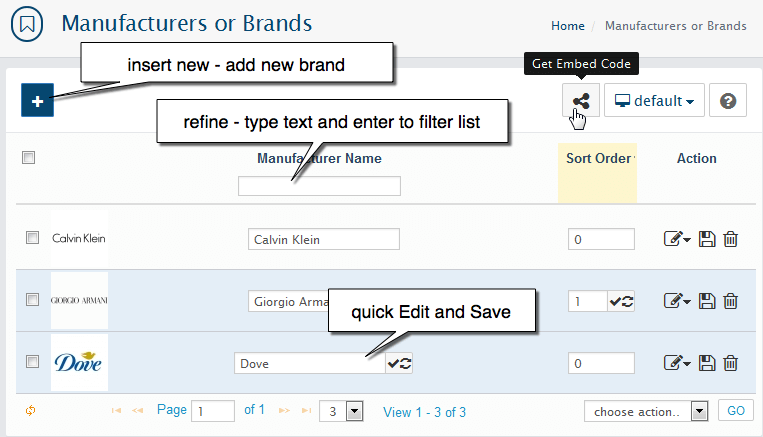 Manufacturers or Brands
Home / Manufacturers or Brands
insert new - add new brand
Get Embed Code
default
refine - type text and enter to filter list
Manufacturer Name
Sort Order
Action
Calvin Klein
Calvin Klein
0
GIORGIO ARMANI
Giorgio Arma
1
quick Edit and Save
Dove
Dove
0
Page 1 of 1
3
View 1 - 3 of 3
choose action..
GO